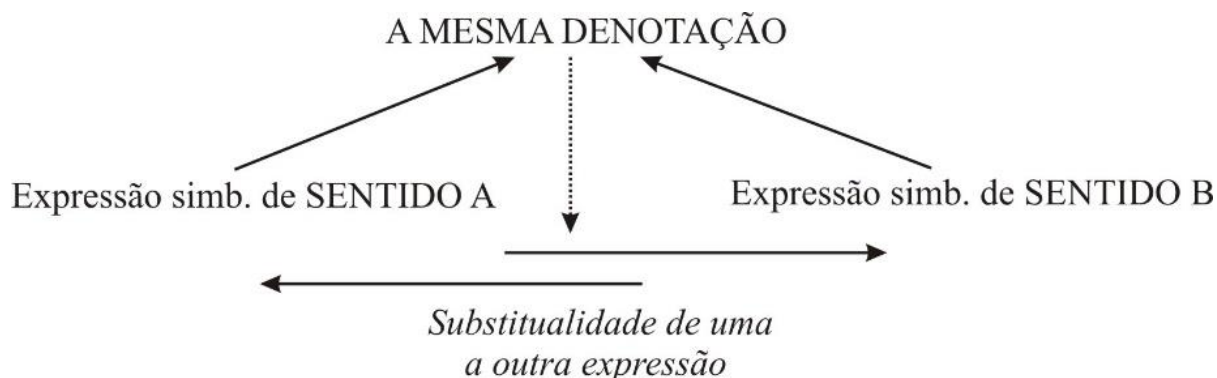 A MESMA DENOTAÇÃO
Expressão simb. de SENTIDO A
Expressão simb. de SENTIDO B
Substitualidade de uma
a outra expressão